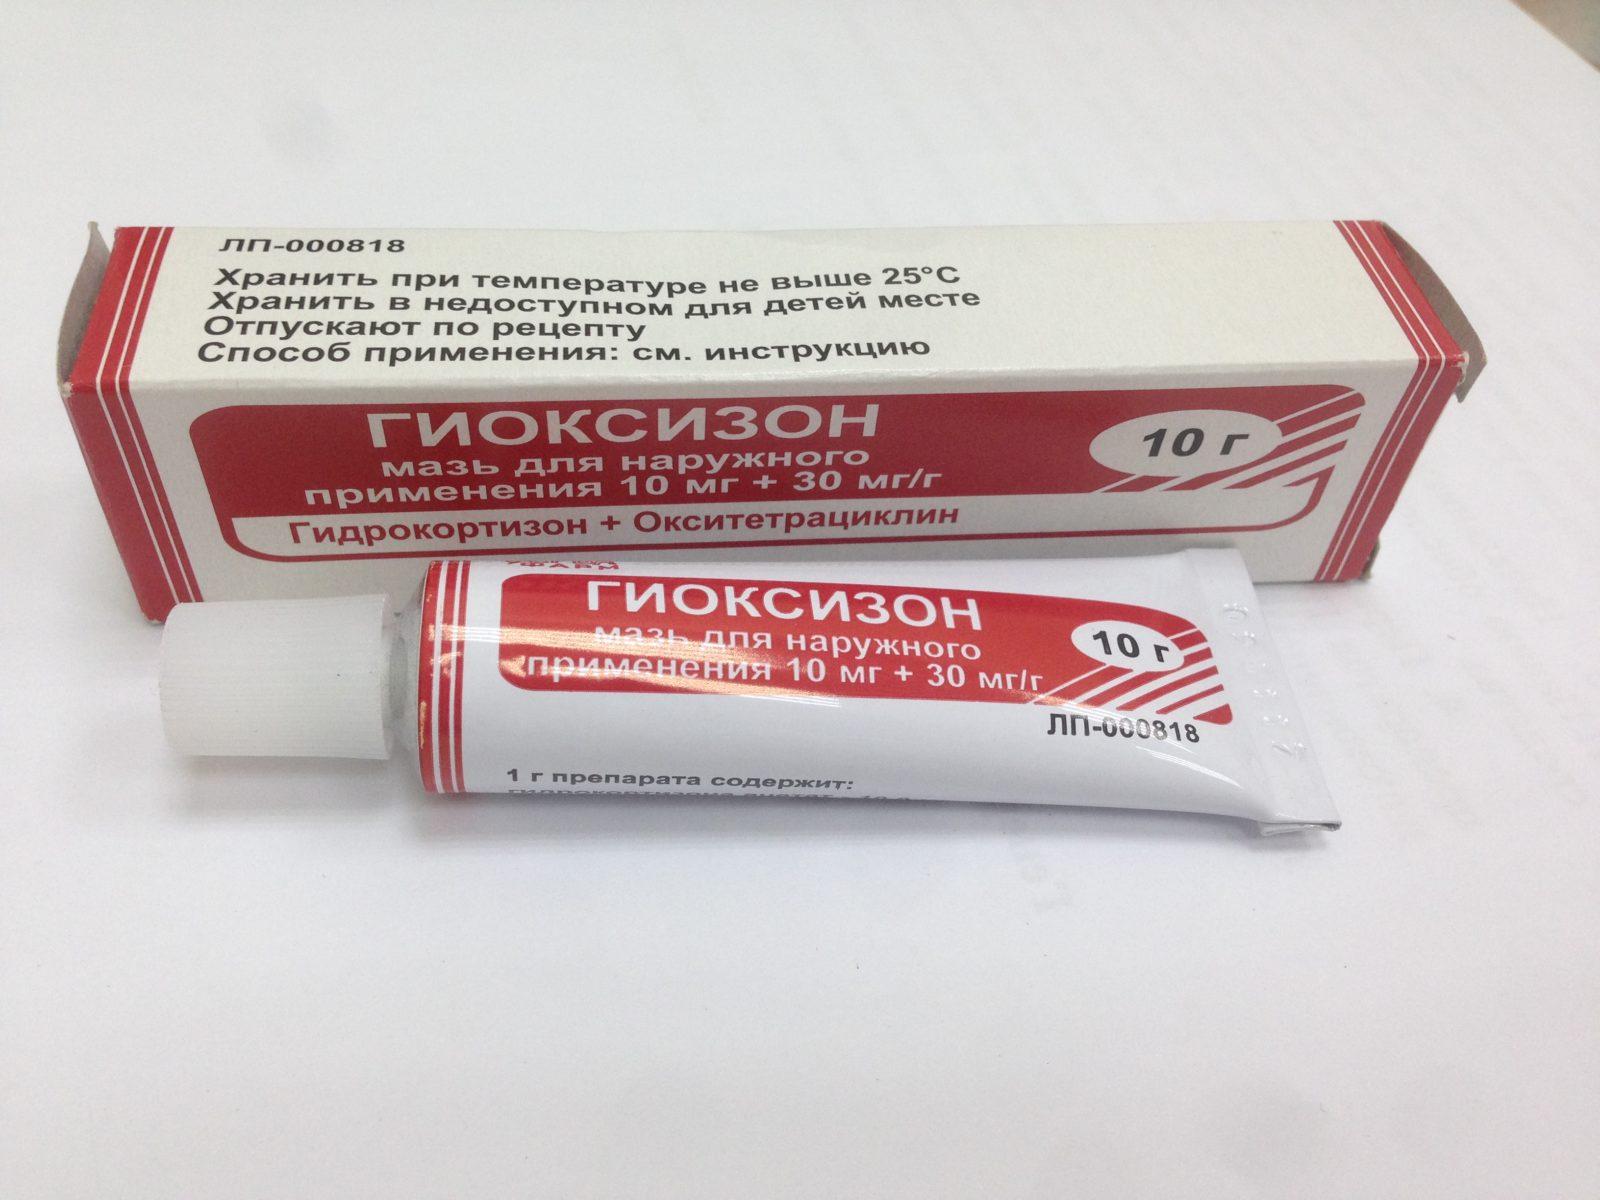 ЛП-000818
Хранить при температуре не выше 25°С
Хранить в недоступном для детей месте
Отпускают по рецепту
Способ применения: см. инструкцию
ГИОКСИЗОН
мазь для наружного
применения 10 мг + 30 мг/г
10 г
Гидрокортизон + Окситетрациклин
ФАРМ
ГИОКСИЗОН
мазь для наружного
применения 10 мг + 30 мг/г
10 г
ЛП-000818
1 г препарата содержит: